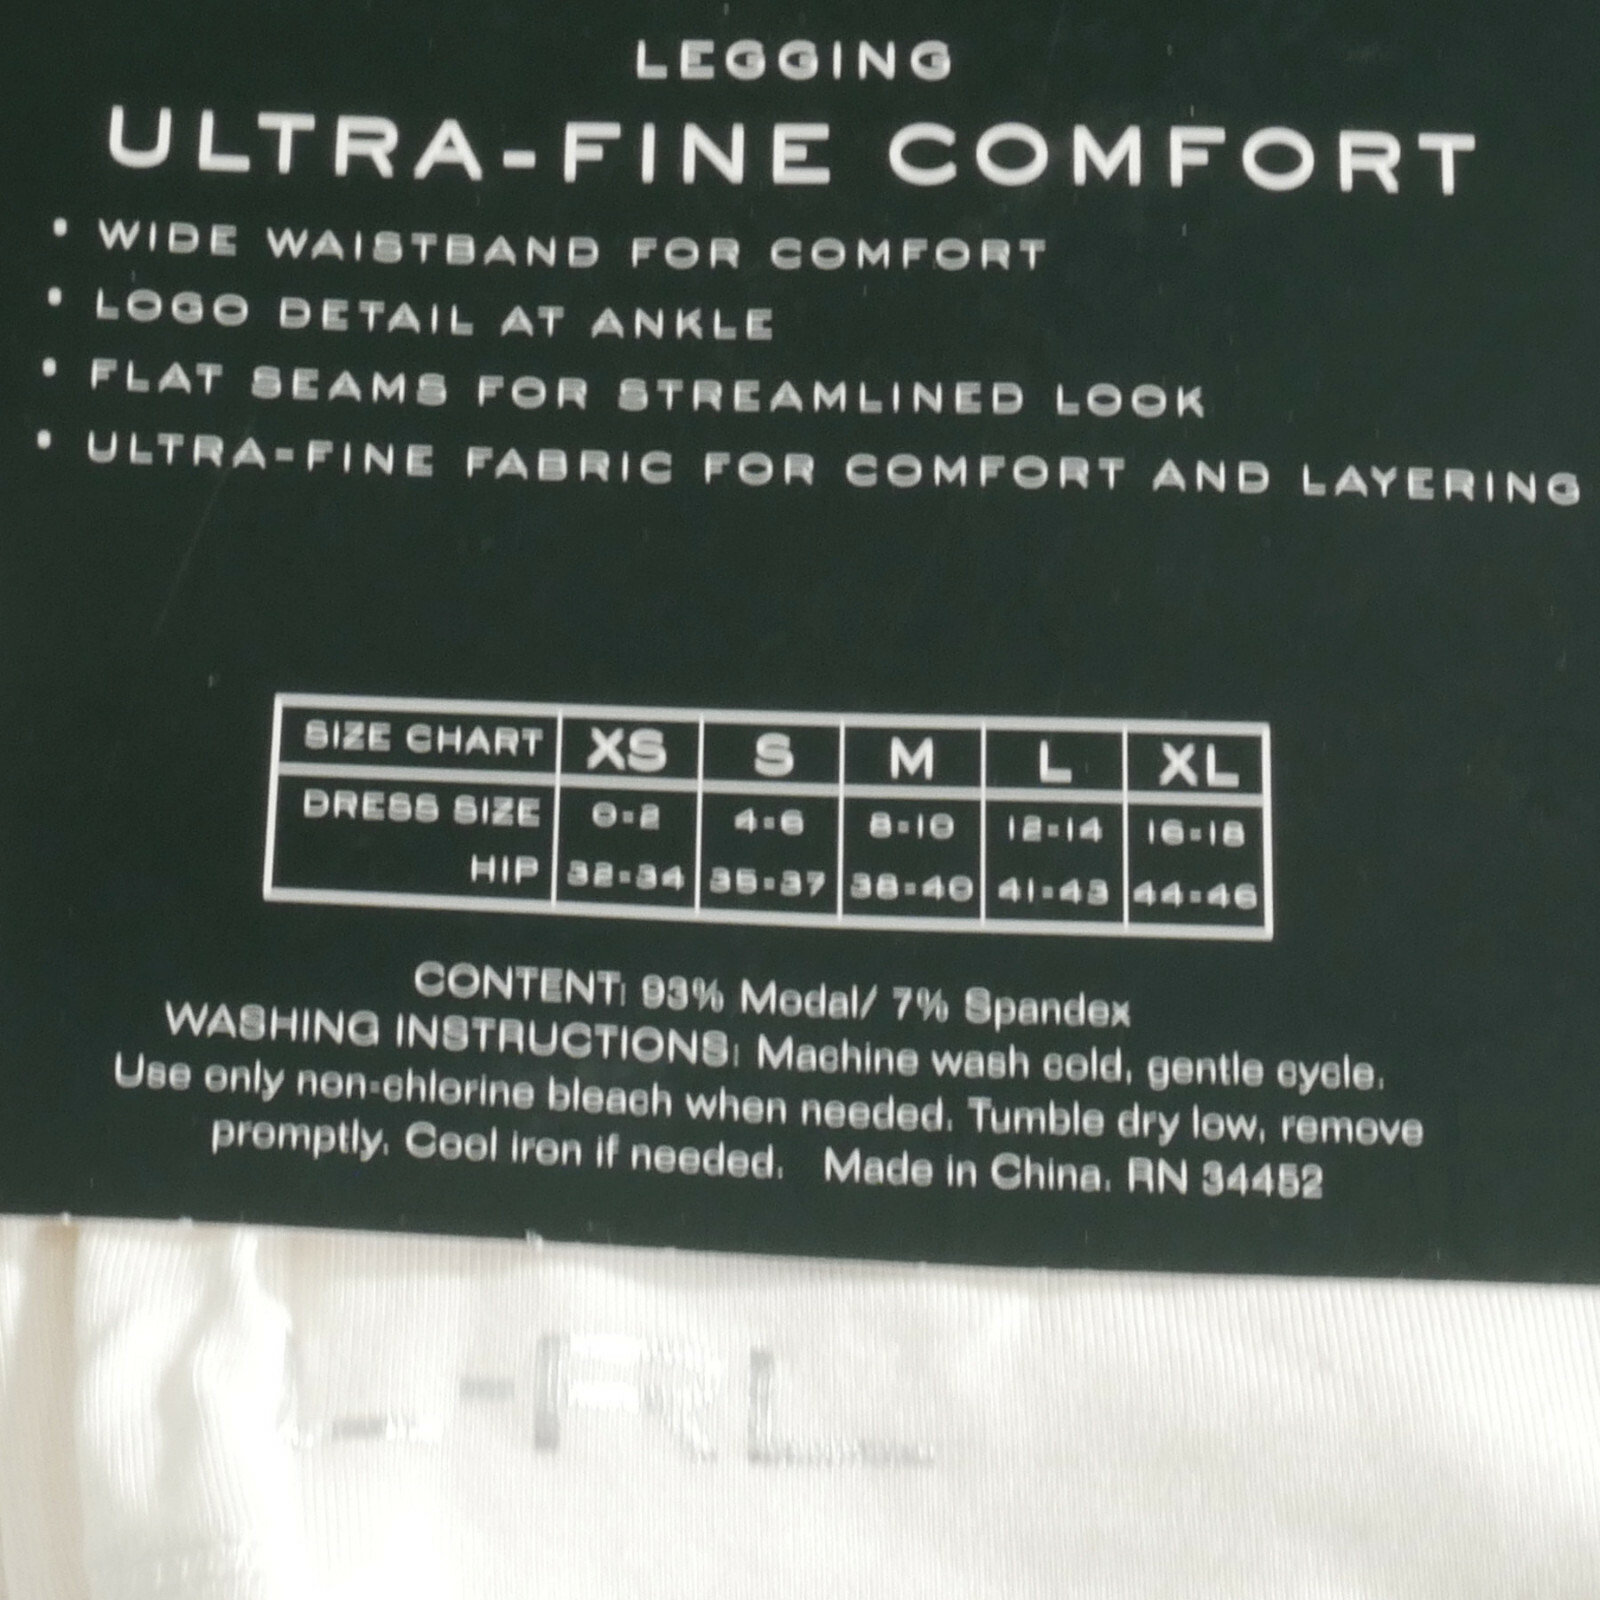 LEGGING
ULTRA-FINE COMFORT
• WIDE WAISTBAND FOR COMFORT
• LOGO DETAIL AT ANKLE
• FLAT SEAMS FOR STREAMLINED LOOK
• ULTRA-FINE FABRIC FOR COMFORT AND LAYERING
SIZE CHART XS S M L XL
DRESS SIZE 0-2 4-6 8-10 12-14 16-18
HIP 32-34 35-37 38-40 41-43 44-46
CONTENT: 93% Modal/ 7% Spandex
WASHING INSTRUCTIONS: Machine wash cold, gentle cycle.
Use only non-chlorine bleach when needed. Tumble dry low, remove
promptly. Cool iron if needed. Made in China. RN 34452